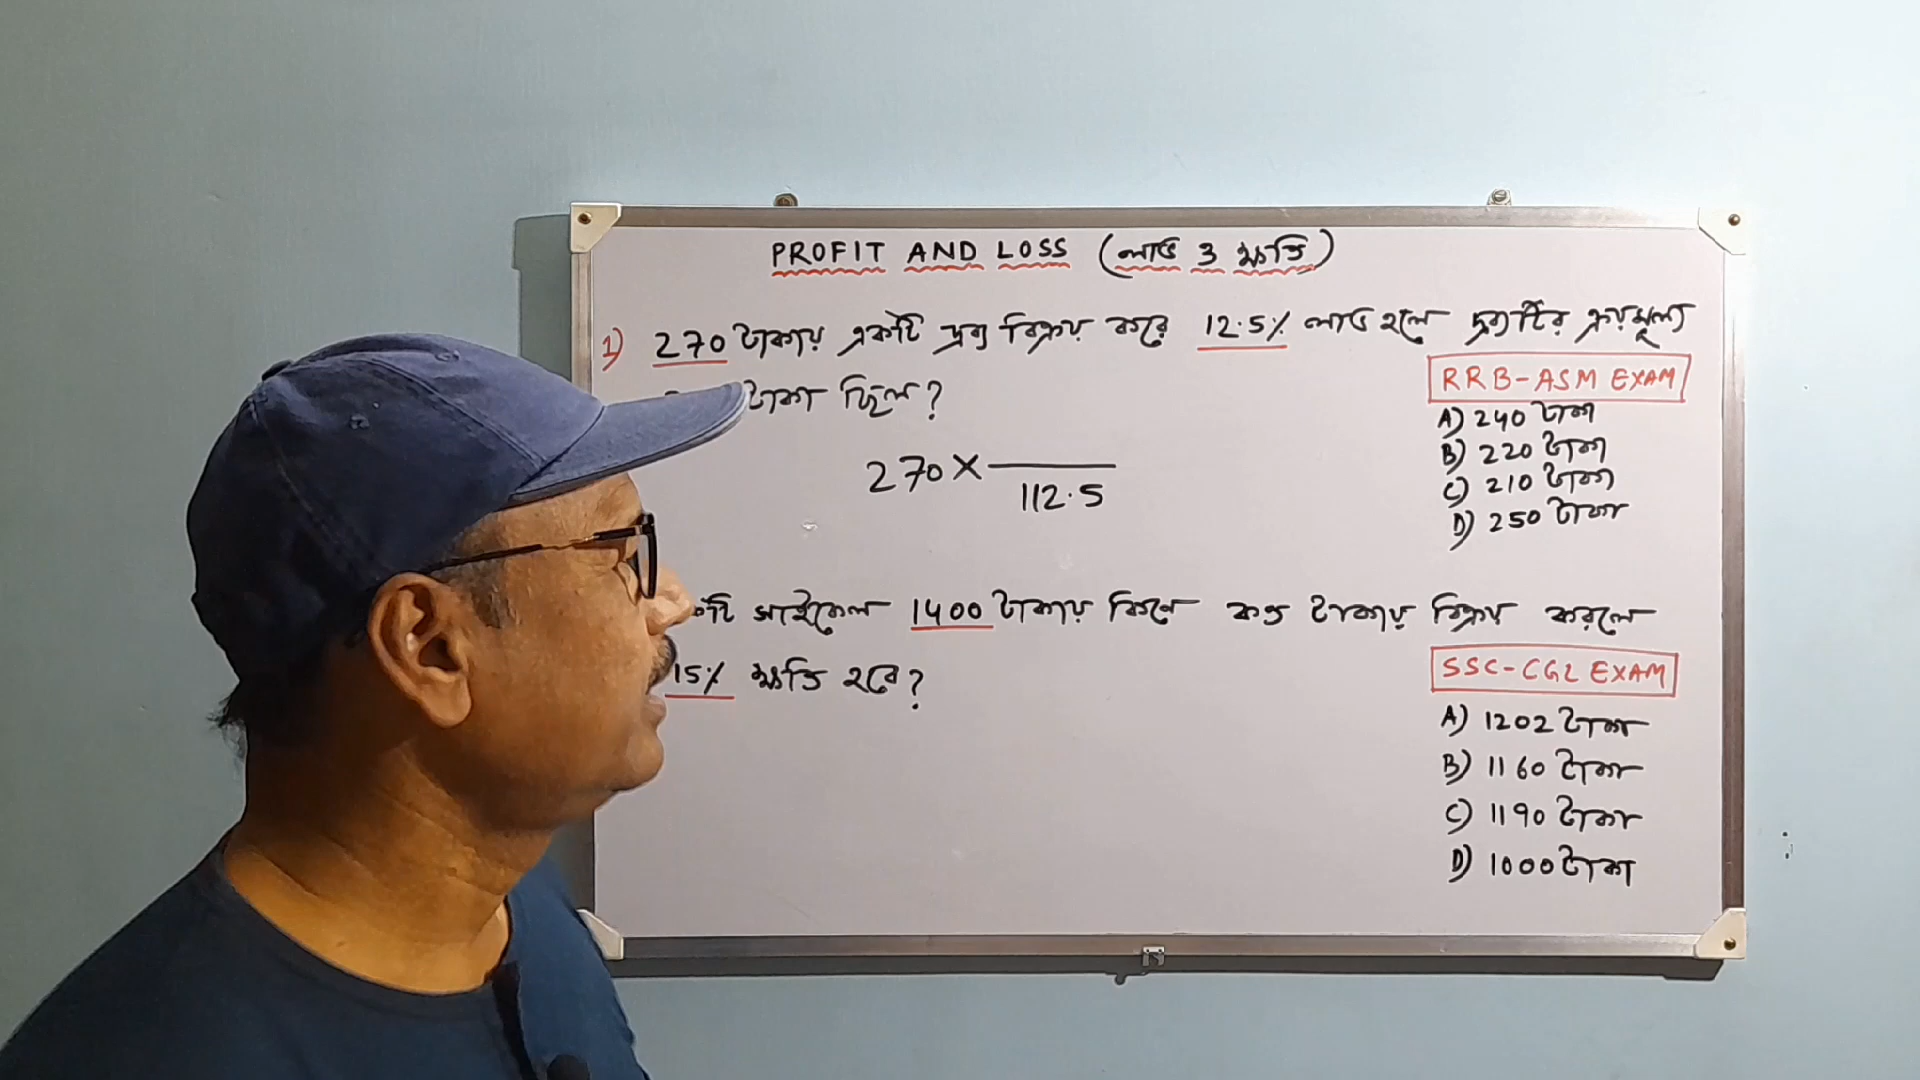 PROFIT AND LOSS (লাভ ও ক্ষতি)
1) 270 টাকায় একটি দ্রব্য বিক্রয় করে 12.5% লাভ হলে দ্রব্যটির ক্রয়মূল্য
টাকা ছিল?
RRB-ASM EXAM
A) 240 টাকা
B) 220 টাকা
C) 210 টাকা
D) 250 টাকা
270 × ———
112.5
সাইকেল 1400 টাকায় কিনে কত টাকায় বিক্রয় করলে
15% ক্ষতি হবে?
SSC-CGL EXAM
A) 1202 টাকা
B) 1160 টাকা
C) 1190 টাকা
D) 1000 টাকা